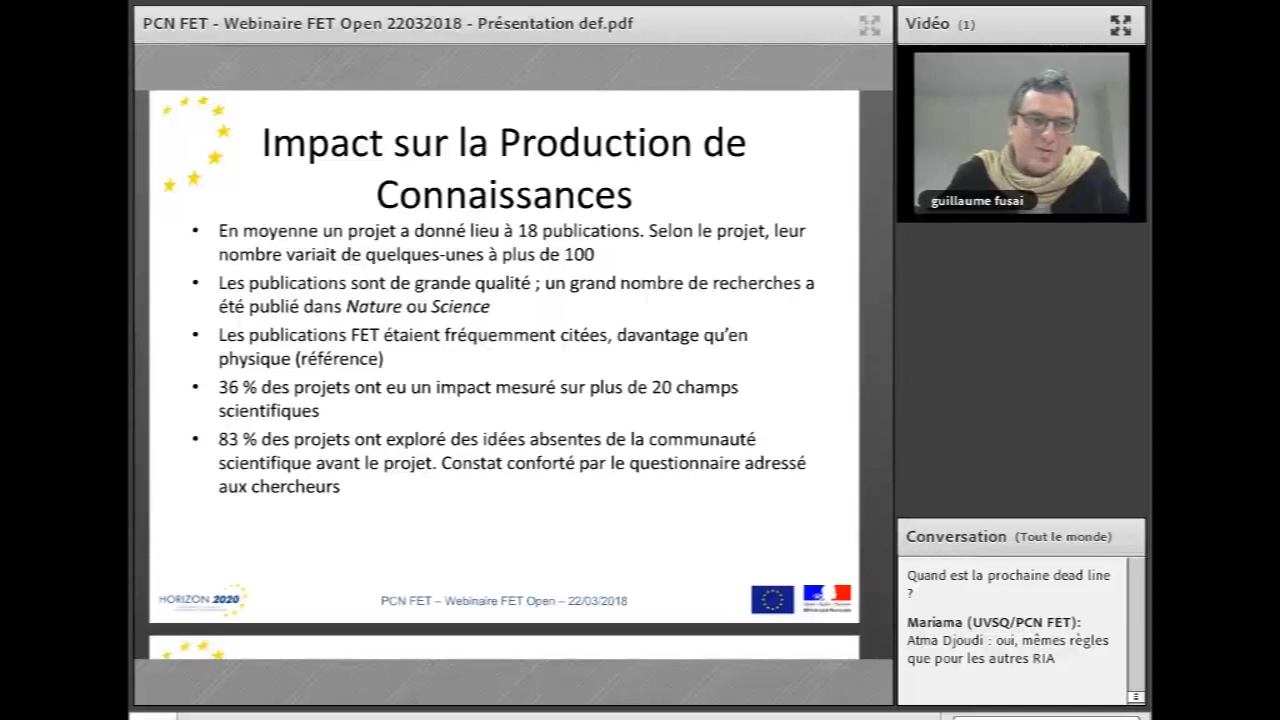 PCN FET - Webinaire FET Open 22032018 - Présentation def.pdf
Impact sur la Production de
Connaissances
• En moyenne un projet a donné lieu à 18 publications. Selon le projet, leur
nombre variait de quelques-unes à plus de 100
• Les publications sont de grande qualité ; un grand nombre de recherches a
été publié dans Nature ou Science
• Les publications FET étaient fréquemment citées, davantage qu’en
physique (référence)
• 36 % des projets ont eu un impact mesuré sur plus de 20 champs
scientifiques
• 83 % des projets ont exploré des idées absentes de la communauté
scientifique avant le projet. Constat conforté par le questionnaire adressé
aux chercheurs
HORIZON 2020
PCN FET – Webinaire FET Open – 22/03/2018
Vidéo (1)
guillaume fusai
Conversation (Tout le monde)
Quand est la prochaine dead line
?
Mariama (UVSQ/PCN FET):
Atma Djoudi : oui, mêmes règles
que pour les autres RIA